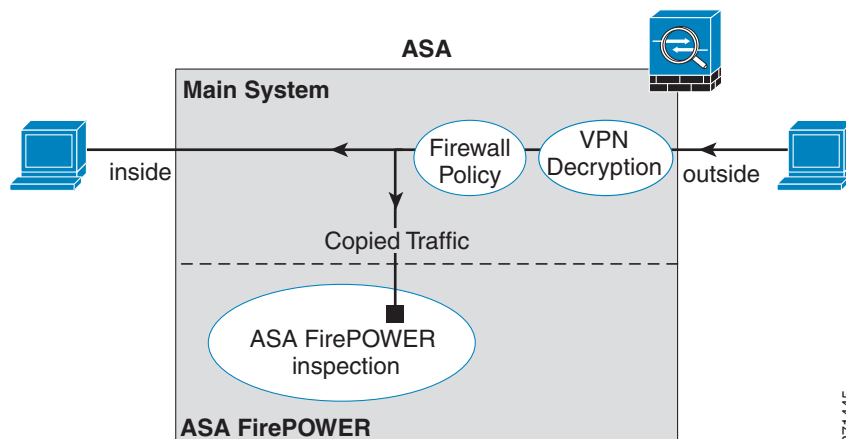 ASA
Main System
Firewall
Policy
VPN
Decryption
inside
outside
Copied Traffic
ASA FirePOWER
inspection
ASA FirePOWER